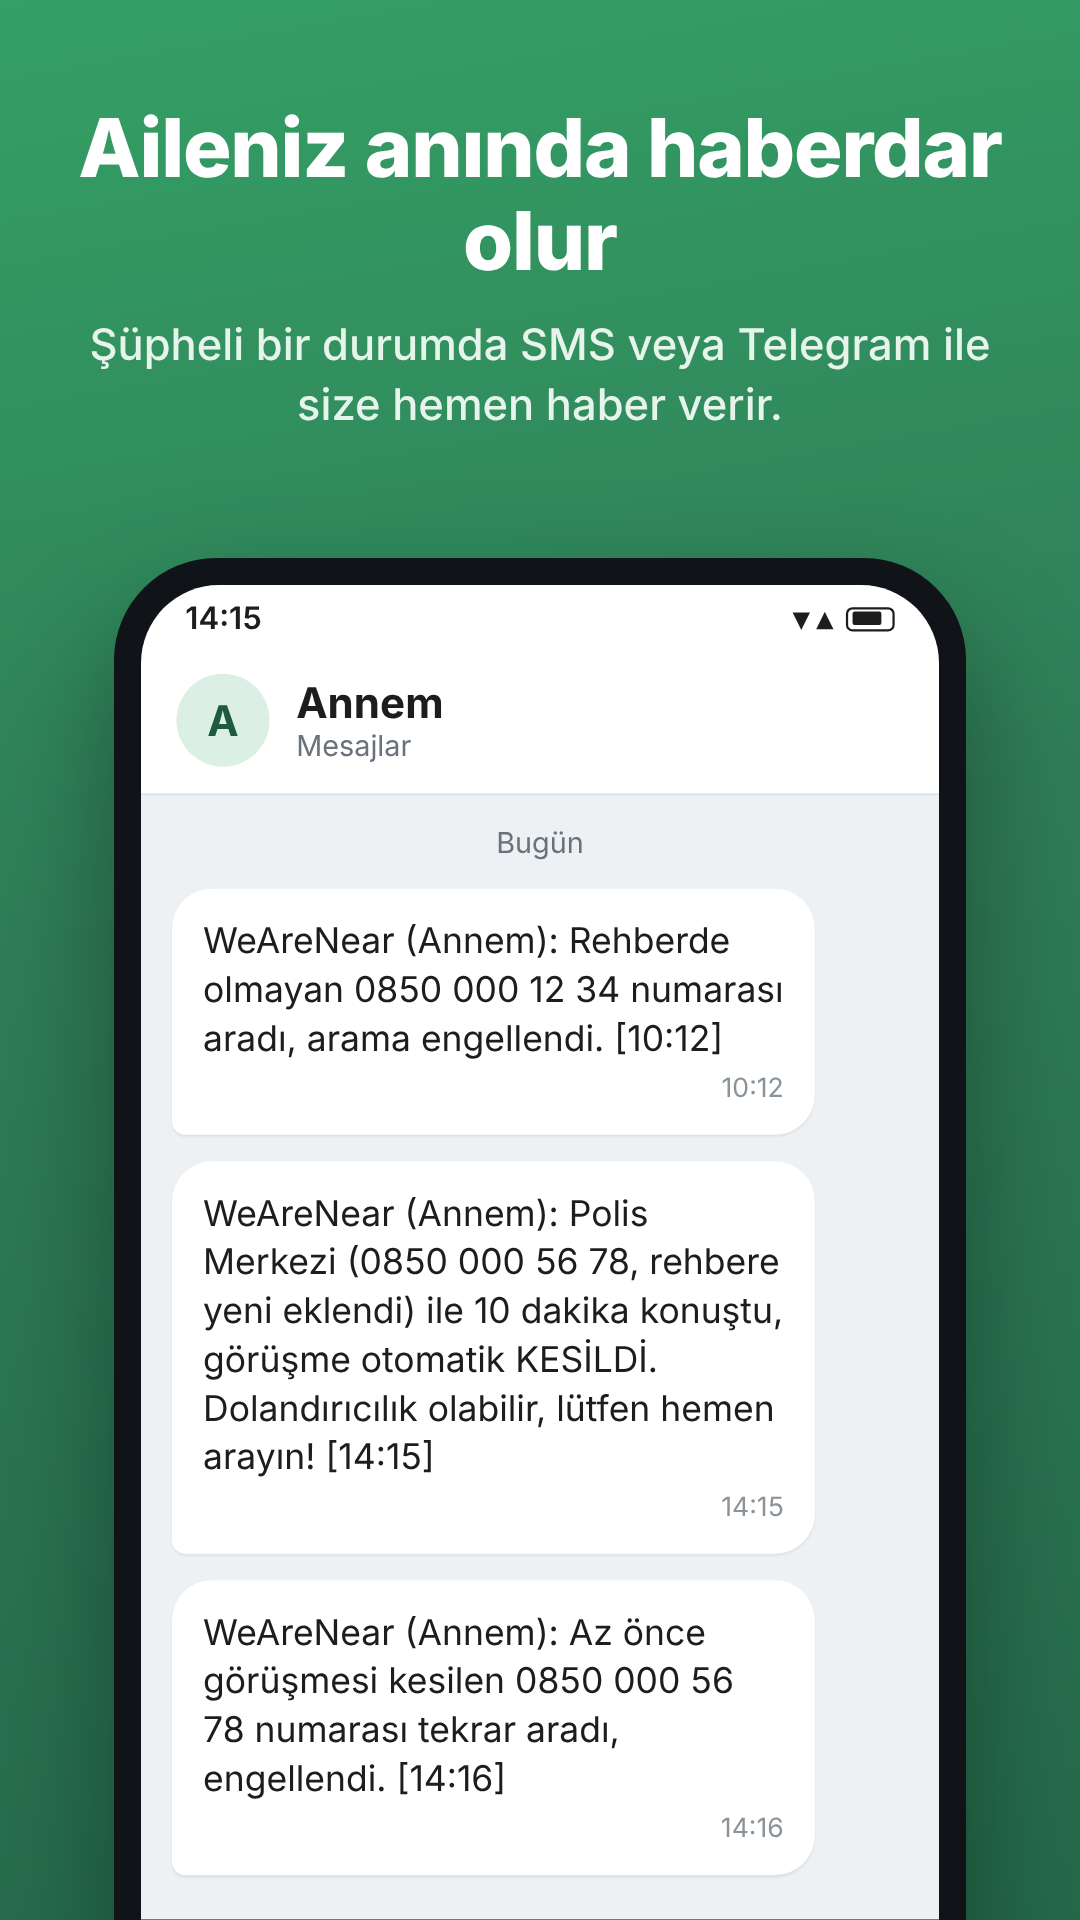 Aileniz anında haberdar
olur
Şüpheli bir durumda SMS veya Telegram ile
size hemen haber verir.
14:15
A
Annem
Mesajlar
Bugün
WeAreNear (Annem): Rehberde
olmayan 0850 000 12 34 numarası
aradı, arama engellendi. [10:12]
10:12
WeAreNear (Annem): Polis
Merkezi (0850 000 56 78, rehbere
yeni eklendi) ile 10 dakika konuştu,
görüşme otomatik KESİLDİ.
Dolandırıcılık olabilir, lütfen hemen
arayın! [14:15]
14:15
WeAreNear (Annem): Az önce
görüşmesi kesilen 0850 000 56
78 numarası tekrar aradı,
engellendi. [14:16]
14:16